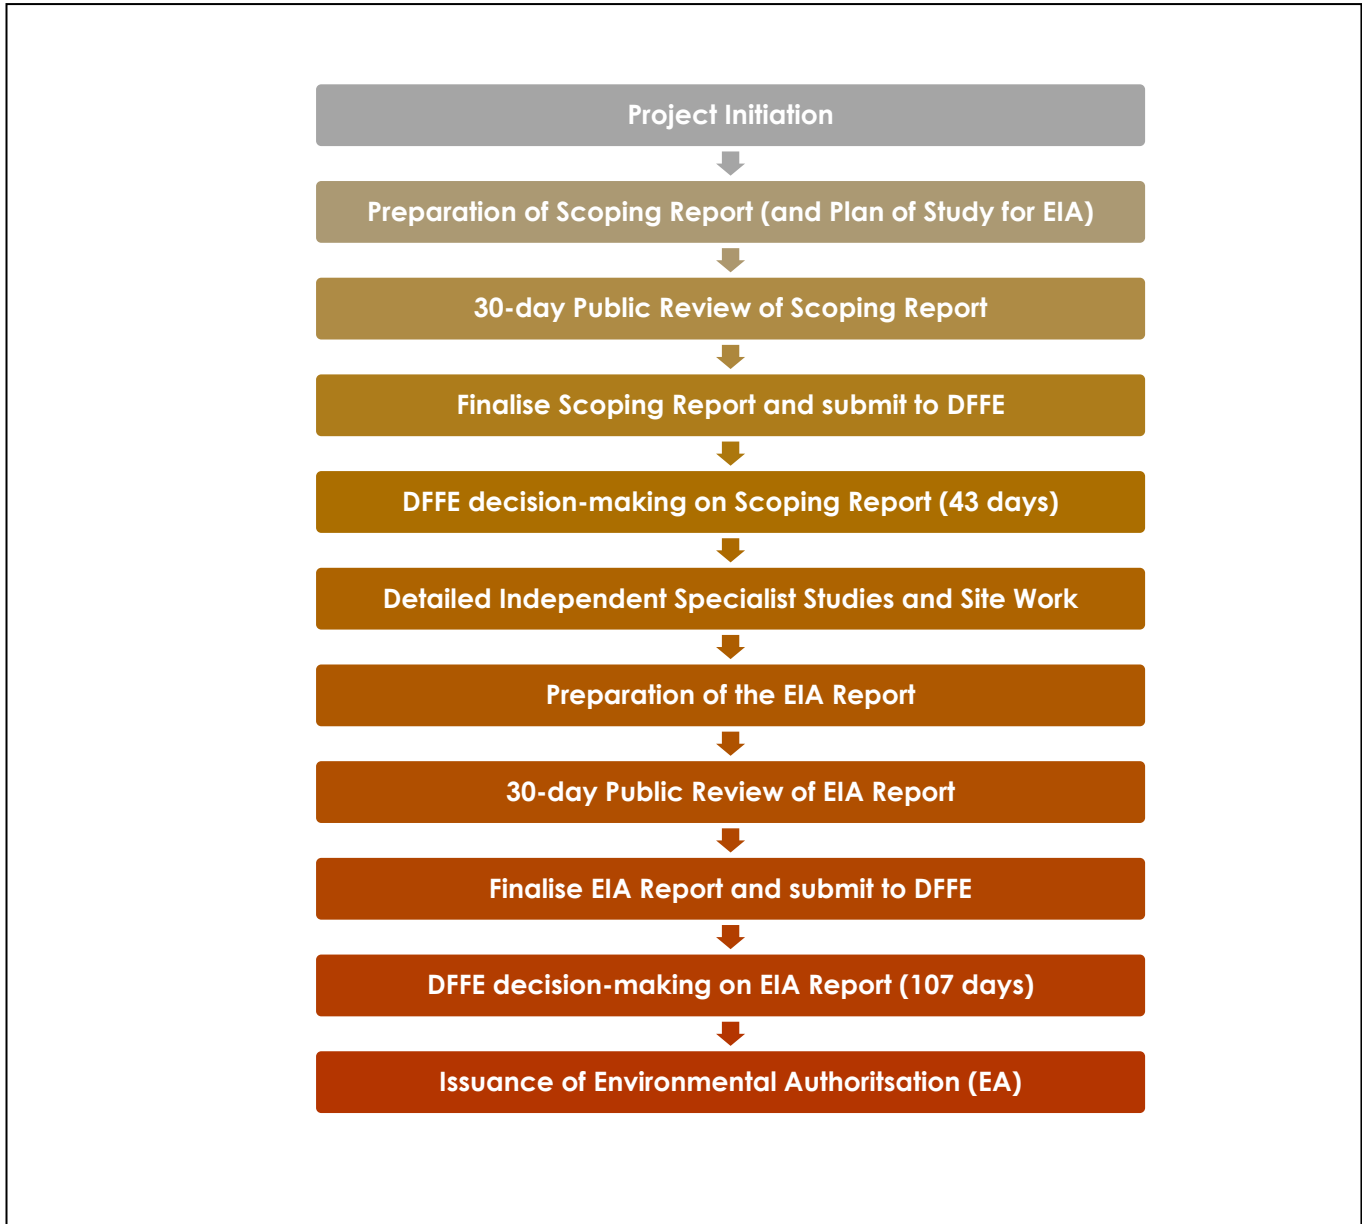 Project Initiation
Preparation of Scoping Report (and Plan of Study for EIA)
30-day Public Review of Scoping Report
Finalise Scoping Report and submit to DFFE
DFFE decision-making on Scoping Report (43 days)
Detailed Independent Specialist Studies and Site Work
Preparation of the EIA Report
30-day Public Review of EIA Report
Finalise EIA Report and submit to DFFE
DFFE decision-making on EIA Report (107 days)
Issuance of Environmental Authoritsation (EA)